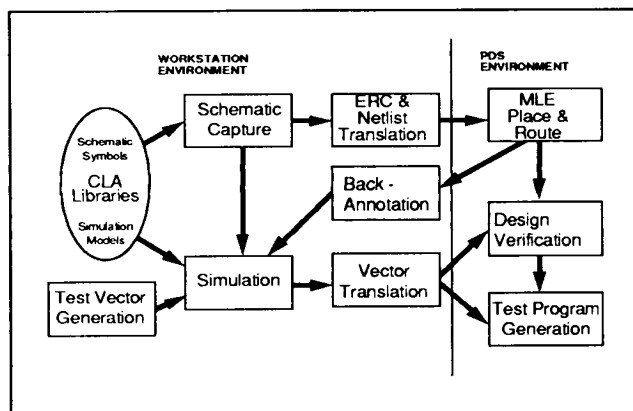 WORKSTATION
ENVIRONMENT
PDS
ENVIRONMENT
Schematic
Capture
ERC &
Netlist
Translation
MLE
Place &
Route
Schematic
Symbols
CLA
Libraries
Simulation
Models
Back -
Annotation
Design
Verification
Simulation
Vector
Translation
Test Vector
Generation
Test Program
Generation